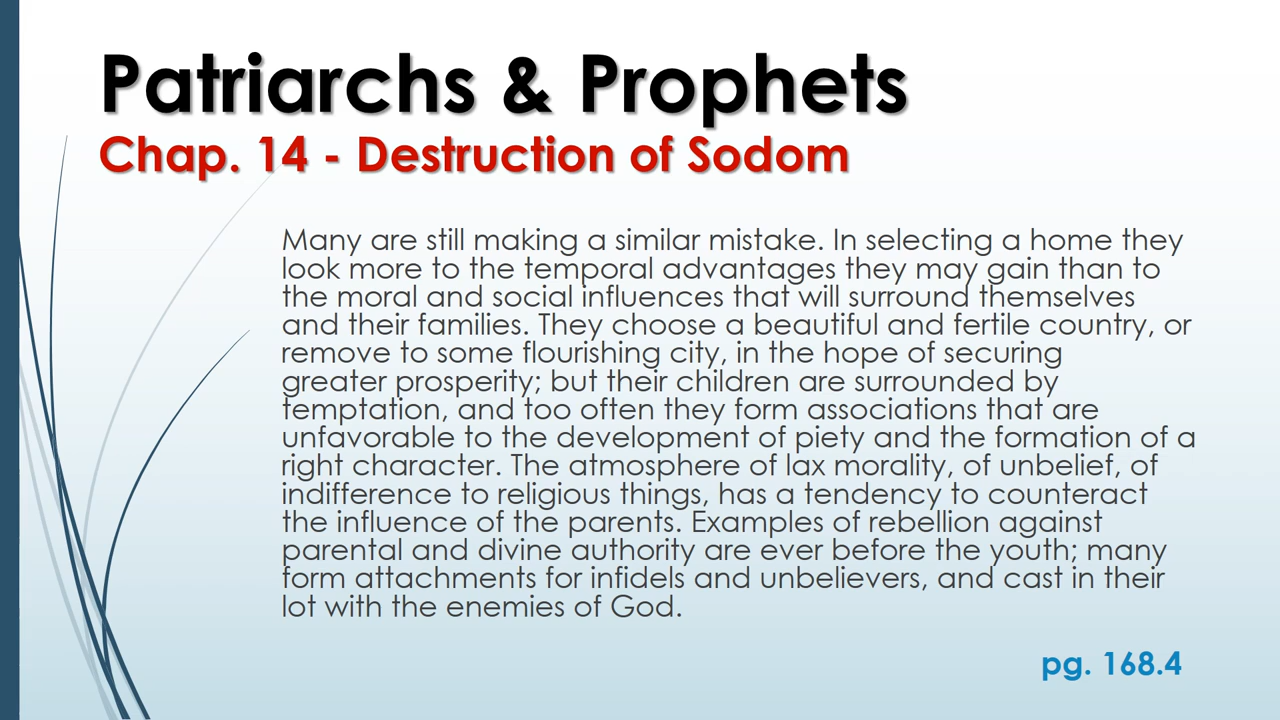 Patriarchs & Prophets
Chap. 14 - Destruction of Sodom
Many are still making a similar mistake. In selecting a home they
look more to the temporal advantages they may gain than to
the moral and social influences that will surround themselves
and their families. They choose a beautiful and fertile country, or
remove to some flourishing city, in the hope of securing
greater prosperity; but their children are surrounded by
temptation, and too often they form associations that are
unfavorable to the development of piety and the formation of a
right character. The atmosphere of lax morality, of unbelief, of
indifference to religious things, has a tendency to counteract
the influence of the parents. Examples of rebellion against
parental and divine authority are ever before the youth; many
form attachments for infidels and unbelievers, and cast in their
lot with the enemies of God.
pg. 168.4